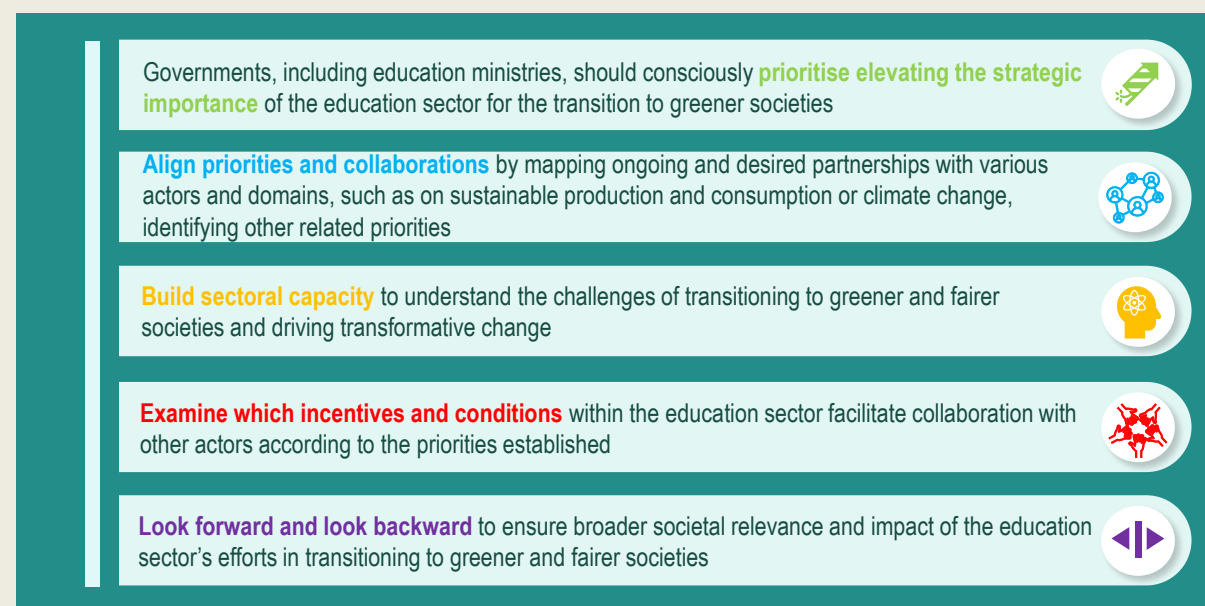 Governments, including education ministries, should consciously prioritise elevating the strategic
importance of the education sector for the transition to greener societies
Align priorities and collaborations by mapping ongoing and desired partnerships with various
actors and domains, such as on sustainable production and consumption or climate change,
identifying other related priorities
Build sectoral capacity to understand the challenges of transitioning to greener and fairer
societies and driving transformative change
Examine which incentives and conditions within the education sector facilitate collaboration with
other actors according to the priorities established
Look forward and look backward to ensure broader societal relevance and impact of the education
sector’s efforts in transitioning to greener and fairer societies